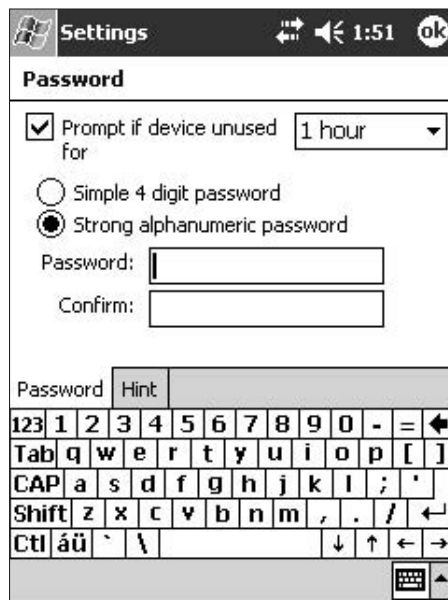 Settings 1:51 ok
Password
Prompt if device unused for 1 hour
Simple 4 digit password
Strong alphanumeric password
Password:
Confirm:
Password Hint
123 1 2 3 4 5 6 7 8 9 0 - =
Tab q w e r t y u i o p [ ]
CAP a s d f g h j k l ; '
Shift z x c v b n m , . /
Ctl áü ` \